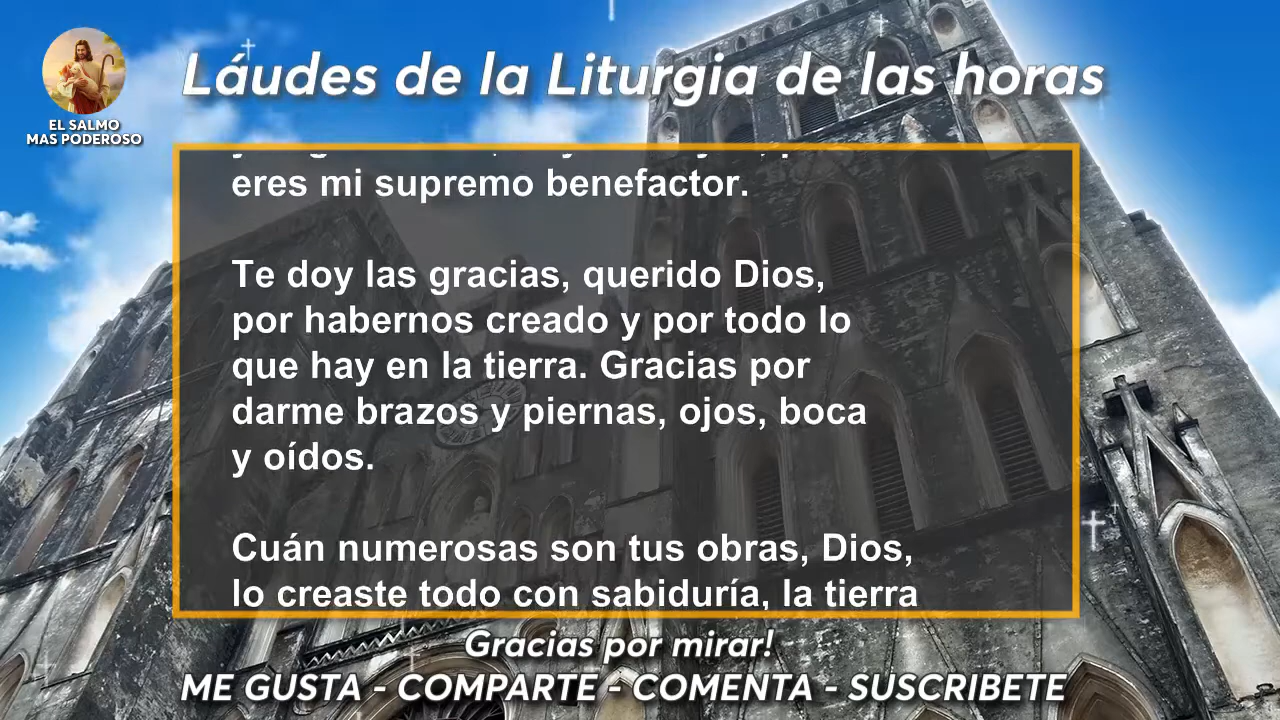 Láudes de la Liturgia de las horas
EL SALMO
MAS PODEROSO
eres mi supremo benefactor.
Te doy las gracias, querido Dios,
por habernos creado y por todo lo
que hay en la tierra. Gracias por
darme brazos y piernas, ojos, boca
y oídos.
Cuán numerosas son tus obras, Dios,
lo creaste todo con sabiduría, la tierra
Gracias por mirar!
ME GUSTA - COMPARTE - COMENTA - SUSCRIBETE